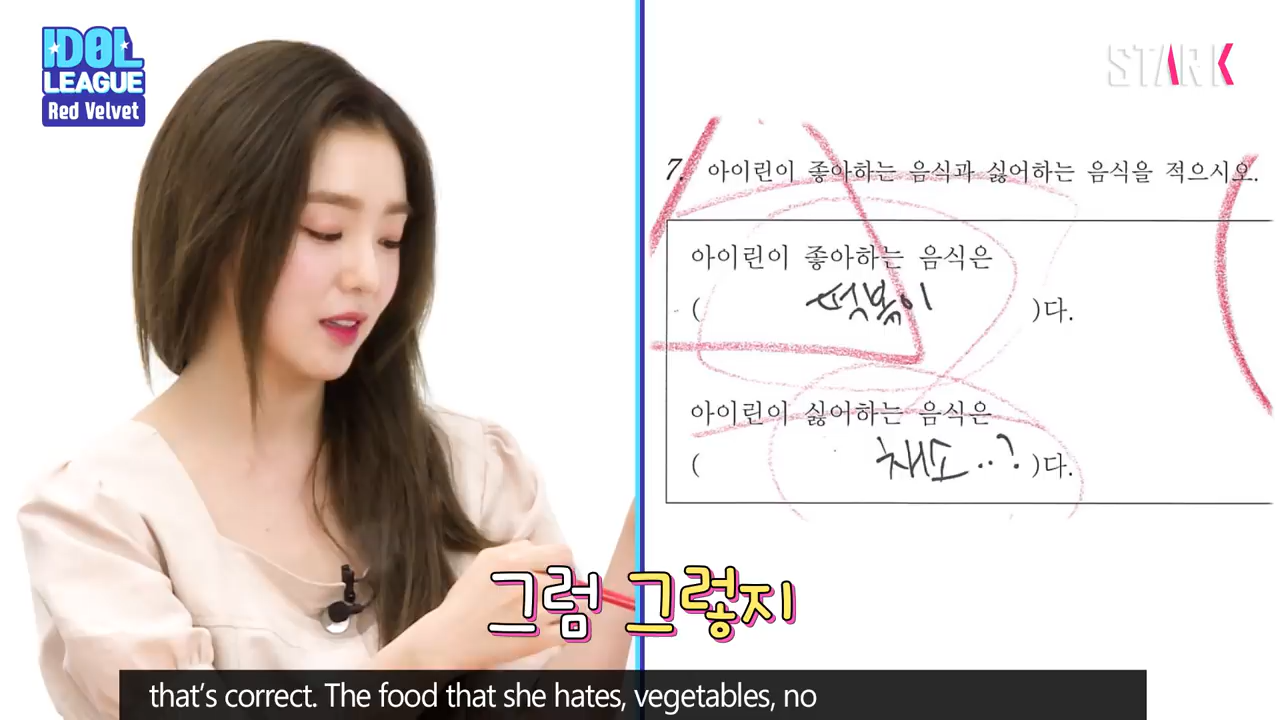 IDOL
LEAGUE
Red Velvet
STAR K
7. 아이린이 좋아하는 음식과 싫어하는 음식을 적으시오.
아이린이 좋아하는 음식은
( 떡볶이 )다.
아이린이 싫어하는 음식은
( 채소..? )다.
그럼 그렇지
that's correct. The food that she hates, vegetables, no